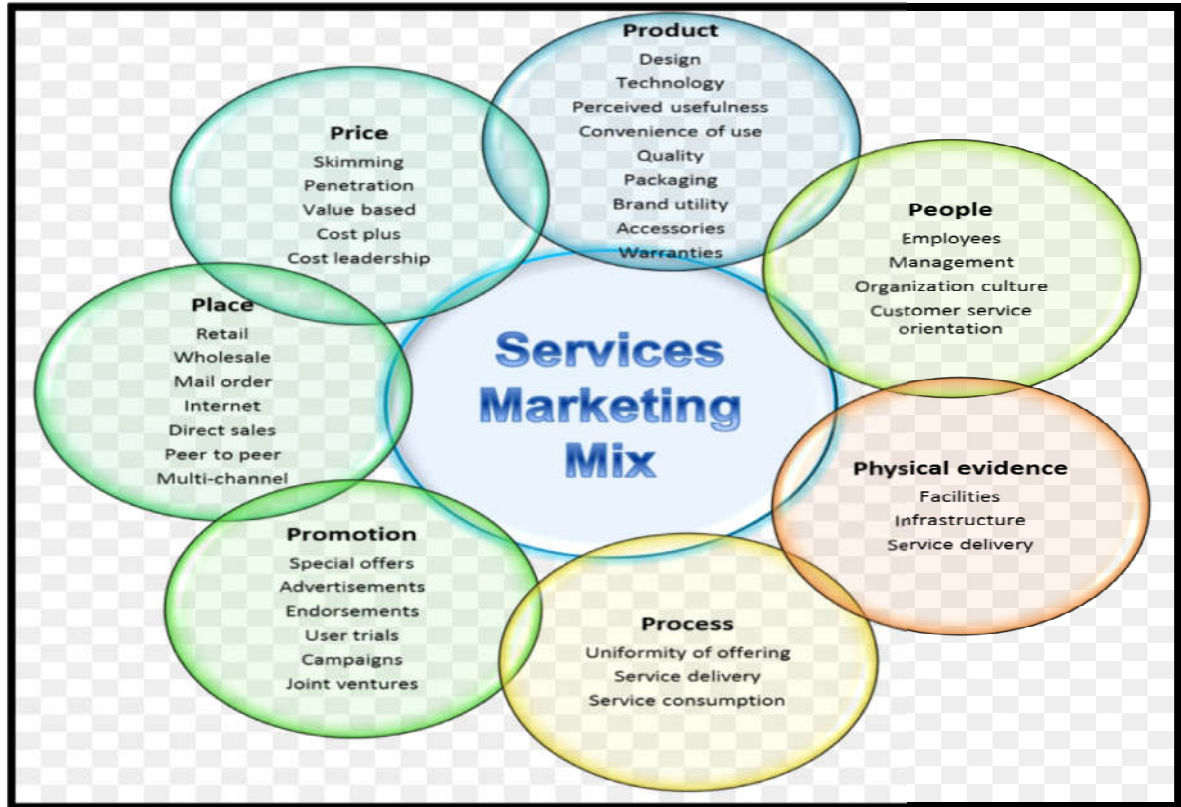 Product
Design
Technology
Perceived usefulness
Convenience of use
Quality
Packaging
Brand utility
Accessories
Warranties
Price
Skimming
Penetration
Value based
Cost plus
Cost leadership
People
Employees
Management
Organization culture
Customer service
orientation
Place
Retail
Wholesale
Mail order
Internet
Direct sales
Peer to peer
Multi-channel
Services
Marketing
Mix
Physical evidence
Facilities
Infrastructure
Service delivery
Promotion
Special offers
Advertisements
Endorsements
User trials
Campaigns
Joint ventures
Process
Uniformity of offering
Service delivery
Service consumption